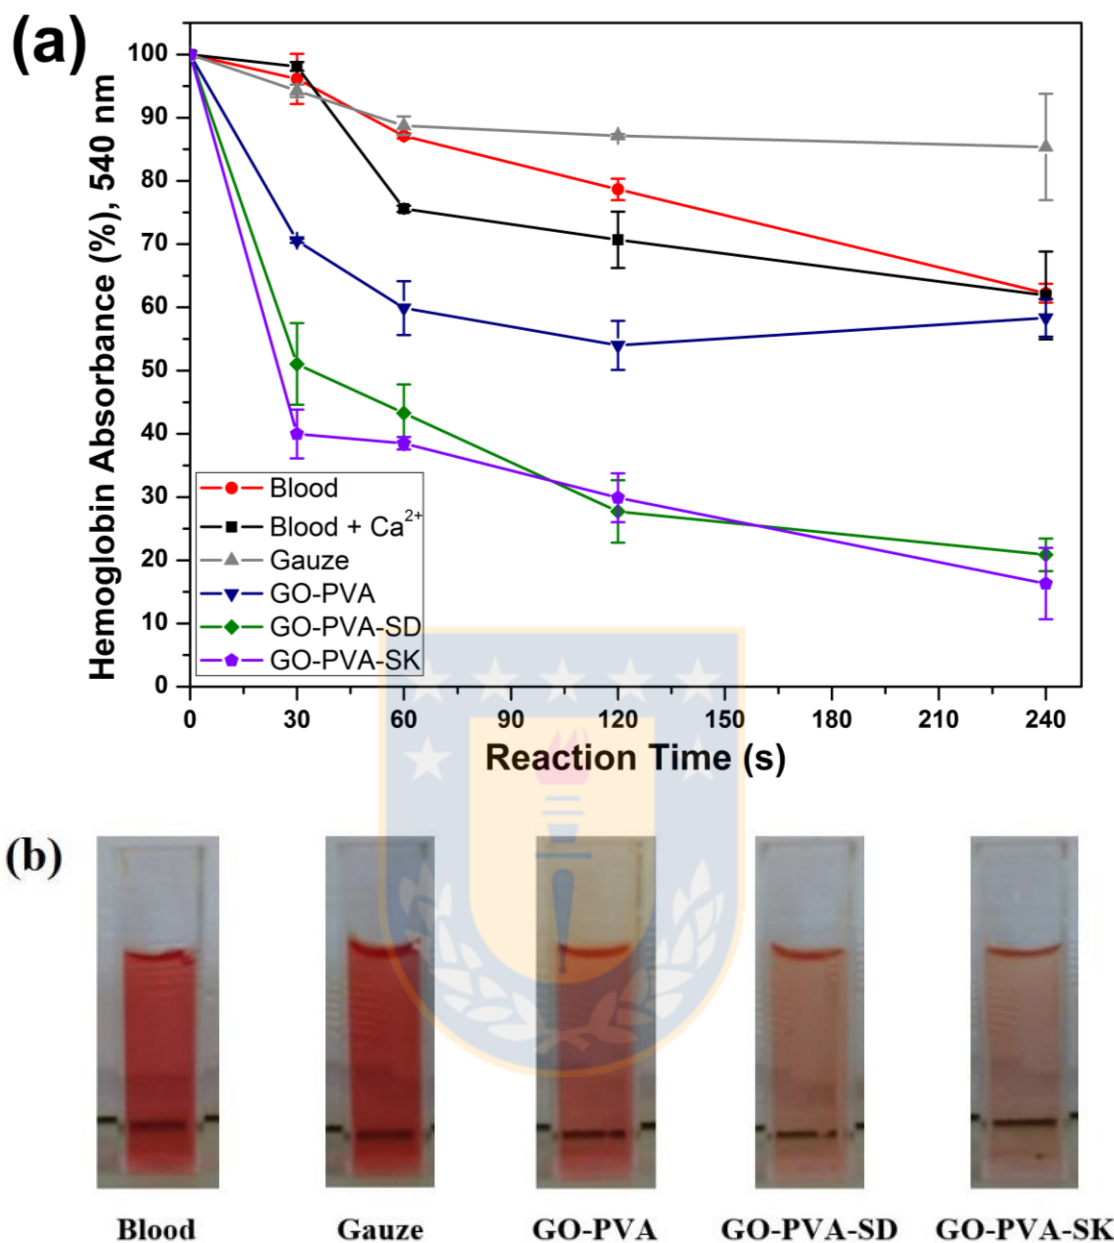 (a)
Hemoglobin Absorbance (%), 540 nm
100
90
80
70
60
50
40
30
20
10
0
Blood
Blood + Ca²⁺
Gauze
GO-PVA
GO-PVA-SD
GO-PVA-SK
0 30 60 90 120 150 180 210 240
Reaction Time (s)
(b)
Blood Gauze GO-PVA GO-PVA-SD GO-PVA-SK